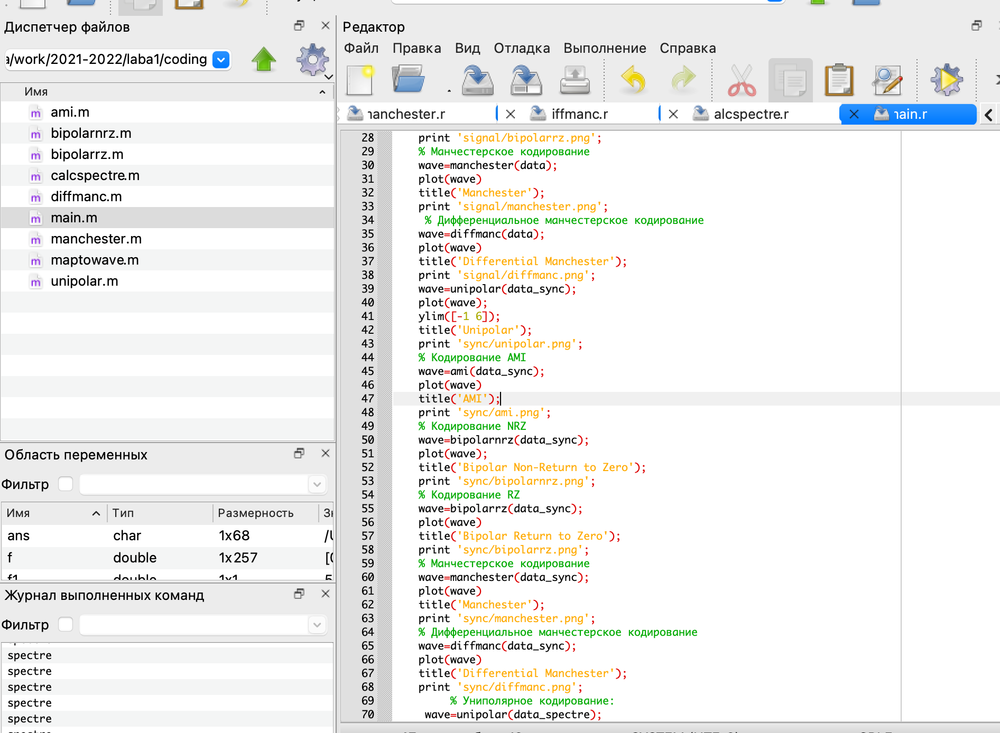 Диспетчер файлов
a/work/2021-2022/laba1/coding
Имя
ami.m
bipolarnrz.m
bipolarrz.m
calcspectre.m
diffmanc.m
main.m
manchester.m
maptowave.m
unipolar.m
Область переменных
Фильтр
Имя Тип Размерность
ans char 1x68
f double 1x257
f1 double 1x1 5
Журнал выполненных команд
Фильтр
spectre
spectre
spectre
spectre
spectre
Редактор
Файл Правка Вид Отладка Выполнение Справка
anchester.r iffmanc.r alcspectre.r ain.r
28 print 'signal/bipolarrz.png';
29 % Манчестерское кодирование
30 wave=manchester(data);
31 plot(wave)
32 title('Manchester');
33 print 'signal/manchester.png';
34 % Дифференциальное манчестерское кодирование
35 wave=diffmanc(data);
36 plot(wave)
37 title('Differential Manchester');
38 print 'signal/diffmanc.png';
39 wave=unipolar(data_sync);
40 plot(wave);
41 ylim([-1 6]);
42 title('Unipolar');
43 print 'sync/unipolar.png';
44 % Кодирование AMI
45 wave=ami(data_sync);
46 plot(wave)
47 title('AMI');
48 print 'sync/ami.png';
49 % Кодирование NRZ
50 wave=bipolarnrz(data_sync);
51 plot(wave);
52 title('Bipolar Non-Return to Zero');
53 print 'sync/bipolarnrz.png';
54 % Кодирование RZ
55 wave=bipolarrz(data_sync);
56 plot(wave)
57 title('Bipolar Return to Zero');
58 print 'sync/bipolarrz.png';
59 % Манчестерское кодирование
60 wave=manchester(data_sync);
61 plot(wave)
62 title('Manchester');
63 print 'sync/manchester.png';
64 % Дифференциальное манчестерское кодирование
65 wave=diffmanc(data_sync);
66 plot(wave)
67 title('Differential Manchester');
68 print 'sync/diffmanc.png';
69 % Униполярное кодирование:
70 wave=unipolar(data_spectre);